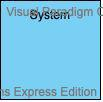 Visual Paradigm
System
ns Express Edition